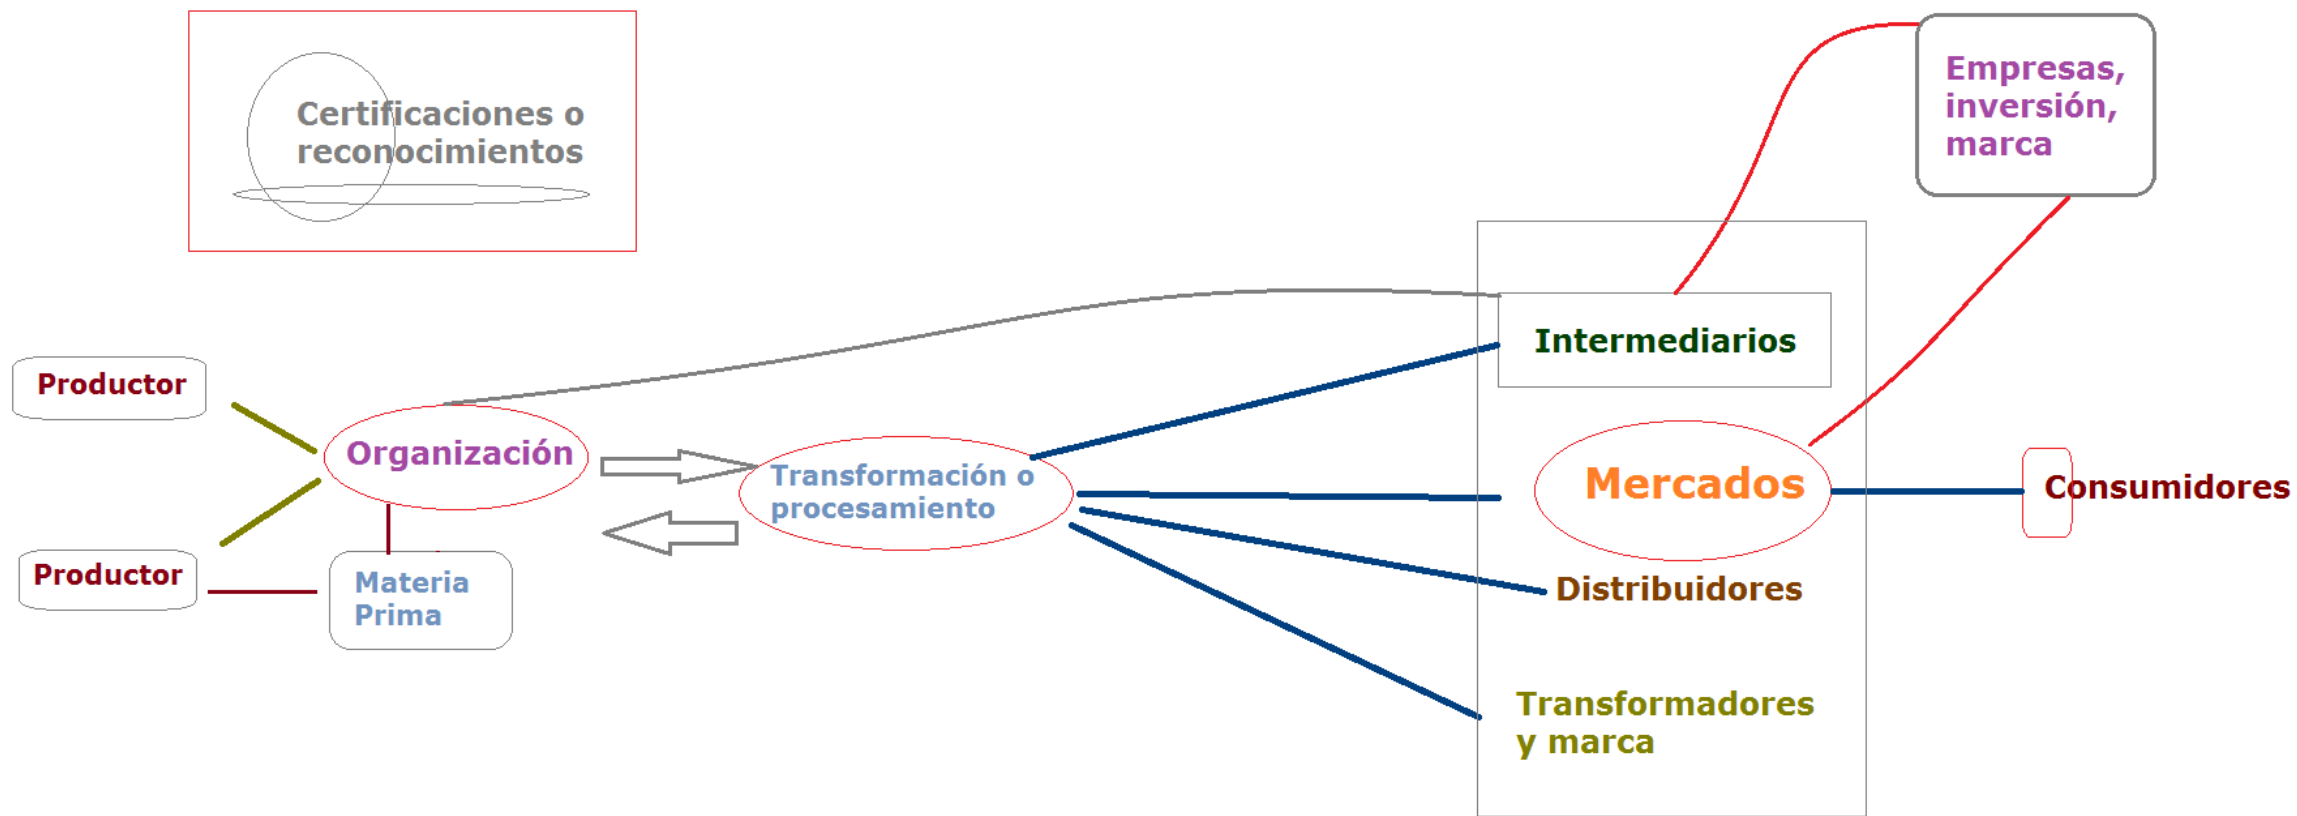 Certificaciones o
reconocimientos
Empresas,
inversión,
marca
Intermediarios
Productor
Organización
Transformación o
procesamiento
Mercados
Consumidores
Productor
Materia
Prima
Distribuidores
Transformadores
y marca